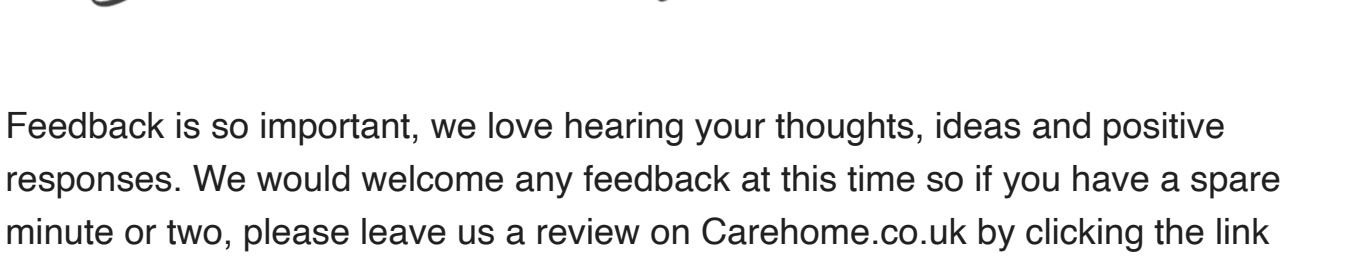 Feedback is so important, we love hearing your thoughts, ideas and positive
responses. We would welcome any feedback at this time so if you have a spare
minute or two, please leave us a review on Carehome.co.uk by clicking the link